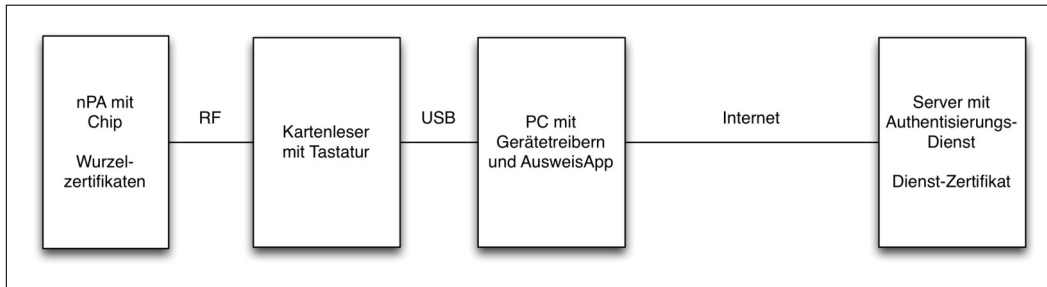 nPA mit
Chip
Wurzel-
zertifikaten
RF
Kartenleser
mit Tastatur
USB
PC mit
Gerätetreibern
und AusweisApp
Internet
Server mit
Authentisierungs-
Dienst
Dienst-Zertifikat